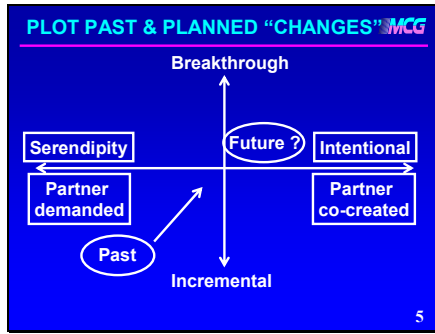 PLOT PAST & PLANNED “CHANGES” MCG
Breakthrough
Serendipity
Future ?
Intentional
Partner
demanded
Partner
co-created
Past
Incremental
5